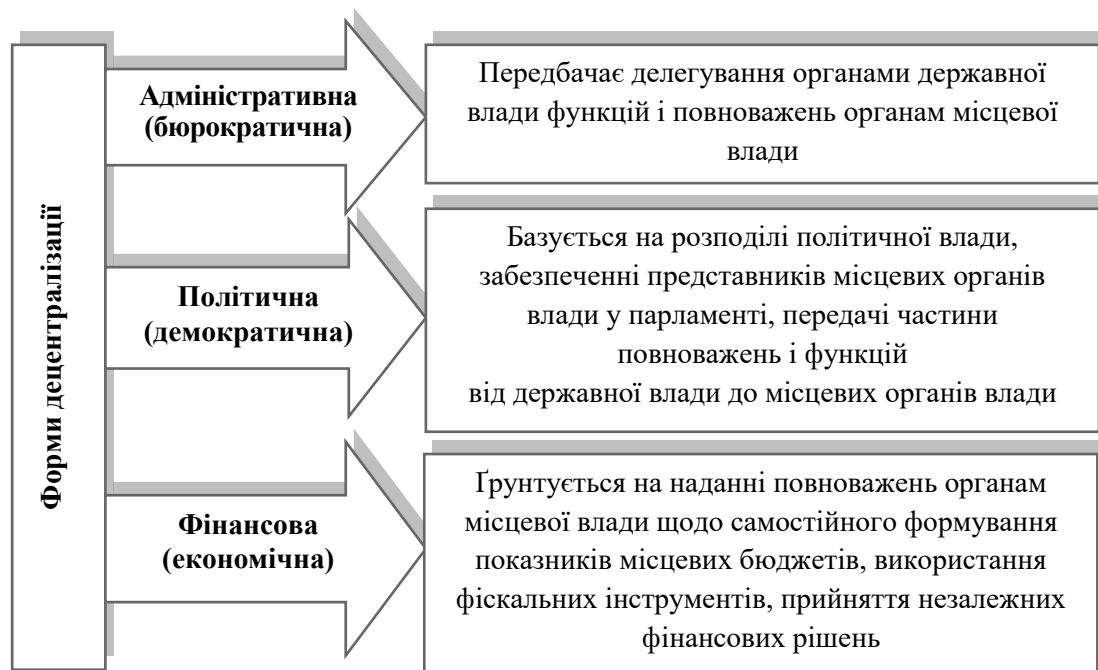 Форми децентралізації
Адміністративна
(бюрократична)
Передбачає делегування органами державної
влади функцій і повноважень органам місцевої
влади
Політична
(демократична)
Базується на розподілі політичної влади,
забезпеченні представників місцевих органів
влади у парламенті, передачі частини
повноважень і функцій
від державної влади до місцевих органів влади
Фінансова
(економічна)
Ґрунтується на наданні повноважень органам
місцевої влади щодо самостійного формування
показників місцевих бюджетів, використання
фіскальних інструментів, прийняття незалежних
фінансових рішень